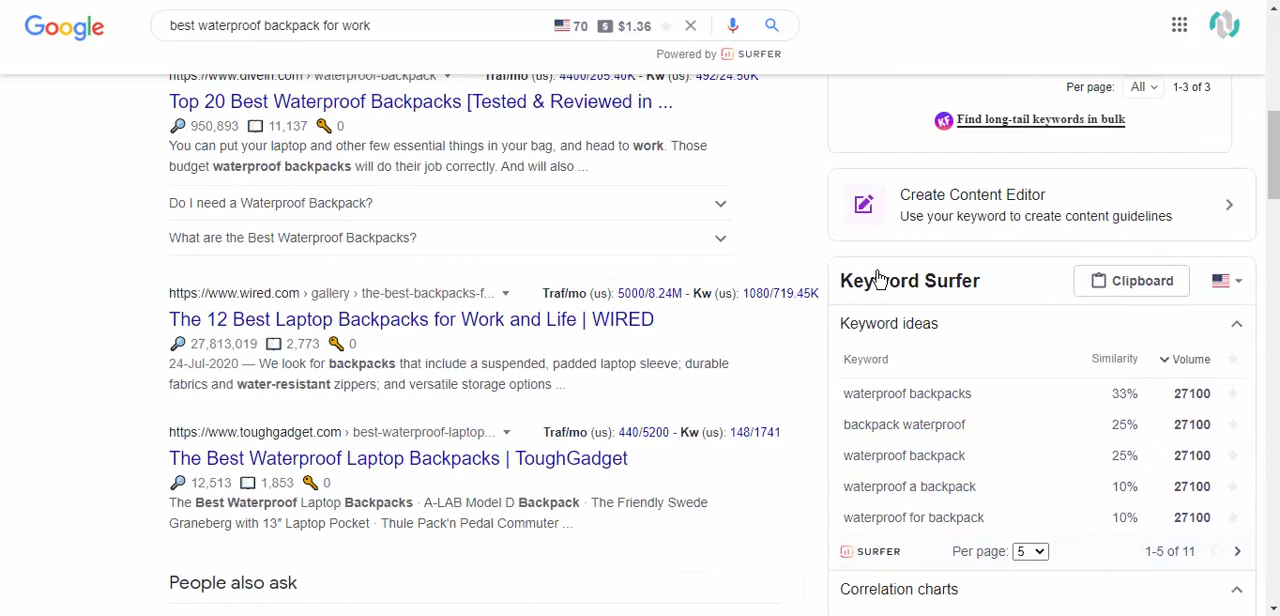 Google
best waterproof backpack for work
70
$ $1.36
Powered by SURFER
https://www.divein.com › waterproof-backpack Traf/mo (us): 4400/205.40K - Kw (us): 492/24.50K
Top 20 Best Waterproof Backpacks [Tested & Reviewed in ...
950,893 11,137 0
You can put your laptop and other few essential things in your bag, and head to work. Those
budget waterproof backpacks will do their job correctly. And will also ...
Do I need a Waterproof Backpack?
What are the Best Waterproof Backpacks?
https://www.wired.com › gallery › the-best-backpacks-f... Traf/mo (us): 5000/8.24M - Kw (us): 1080/719.45K
The 12 Best Laptop Backpacks for Work and Life | WIRED
27,813,019 2,773 0
24-Jul-2020 — We look for backpacks that include a suspended, padded laptop sleeve; durable
fabrics and water-resistant zippers; and versatile storage options ...
https://www.toughgadget.com › best-waterproof-laptop... Traf/mo (us): 440/5200 - Kw (us): 148/1741
The Best Waterproof Laptop Backpacks | ToughGadget
12,513 1,853 0
The Best Waterproof Laptop Backpacks · A-LAB Model D Backpack · The Friendly Swede
Graneberg with 13" Laptop Pocket · Thule Pack'n Pedal Commuter ...
People also ask
Per page: All 1-3 of 3
KF Find long-tail keywords in bulk
Create Content Editor
Use your keyword to create content guidelines
Keyword Surfer Clipboard
Keyword ideas
Keyword Similarity Volume
waterproof backpacks 33% 27100
backpack waterproof 25% 27100
waterproof backpack 25% 27100
waterproof a backpack 10% 27100
waterproof for backpack 10% 27100
SURFER Per page: 5 1-5 of 11
Correlation charts